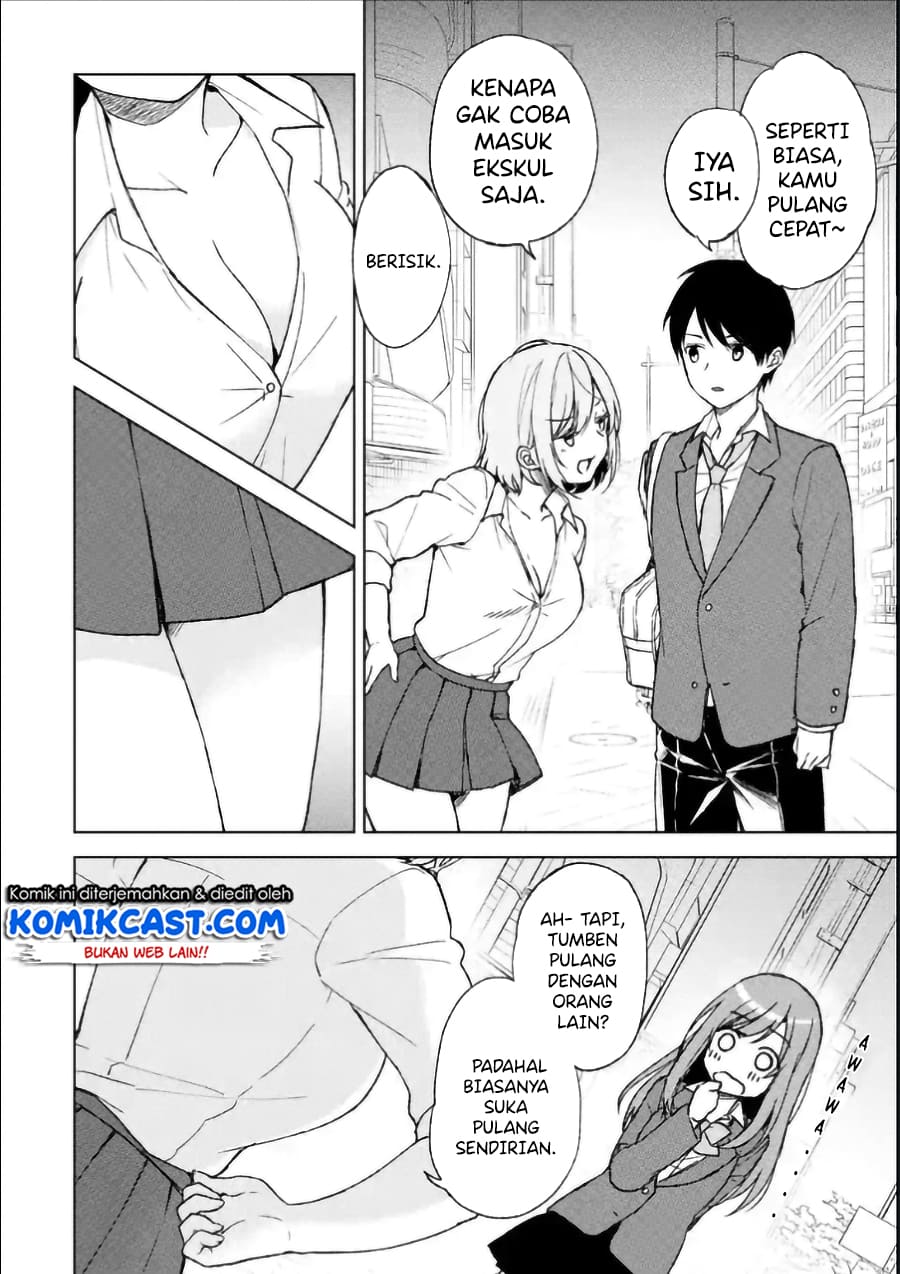 SEPERTI
BIASA,
KAMU
PULANG
CEPAT~
IYA
SIH.
KENAPA
GAK COBA
MASUK
EKSKUL
SAJA.
BERISIK.
Komik ini diterjemahkan & diedit oleh
KOMIKCAST.COM
BUKAN WEB LAIN!!
AH- TAPI,
TUMBEN
PULANG
DENGAN
ORANG
LAIN?
PADAHAL
BIASANYA
SUKA
PULANG
SENDIRIAN.
AWAWA......